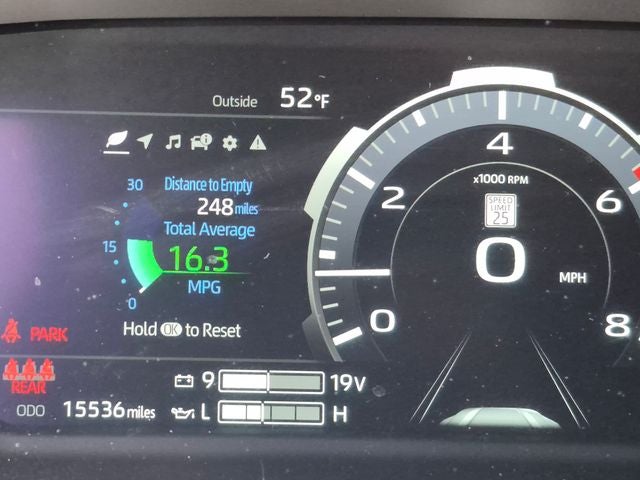 Outside 52°F
30 Distance to Empty
248 miles
Total Average
15 16.3
MPG
0
Hold OK to Reset
PARK
REAR
9 19V
ODO 15536 miles L H
4
x1000 RPM
2 6
SPEED
LIMIT
25
0 MPH
0 8